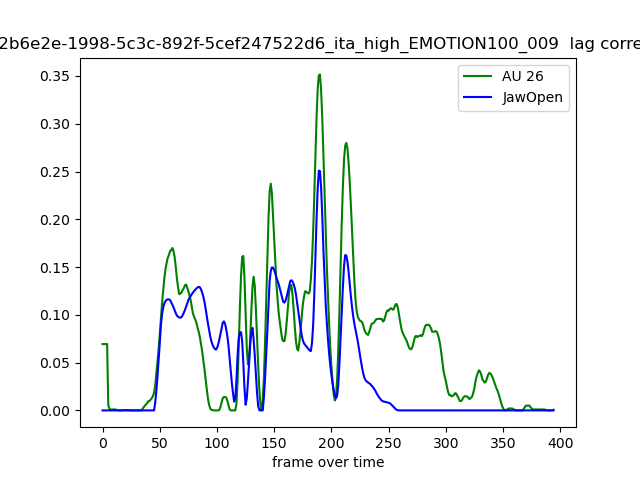 2b6e2e-1998-5c3c-892f-5cef247522d6_ita_high_EMOTION100_009 lag corre
AU 26
JawOpen
0.35
0.30
0.25
0.20
0.15
0.10
0.05
0.00
0 50 100 150 200 250 300 350 400
frame over time